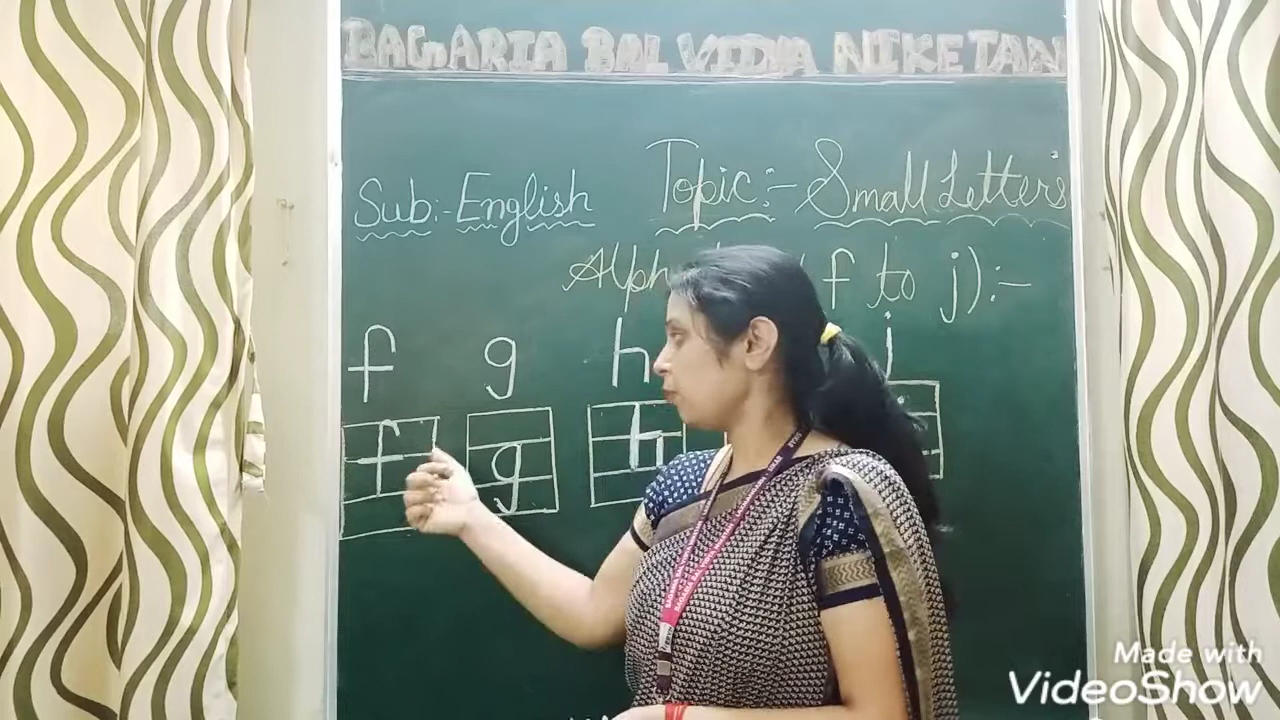 BAGARIA BAL VIDYA NIKETAN
Sub:- English Topic:- Small Letters
f to j):-
f g h j
f g h
Made with
VideoShow